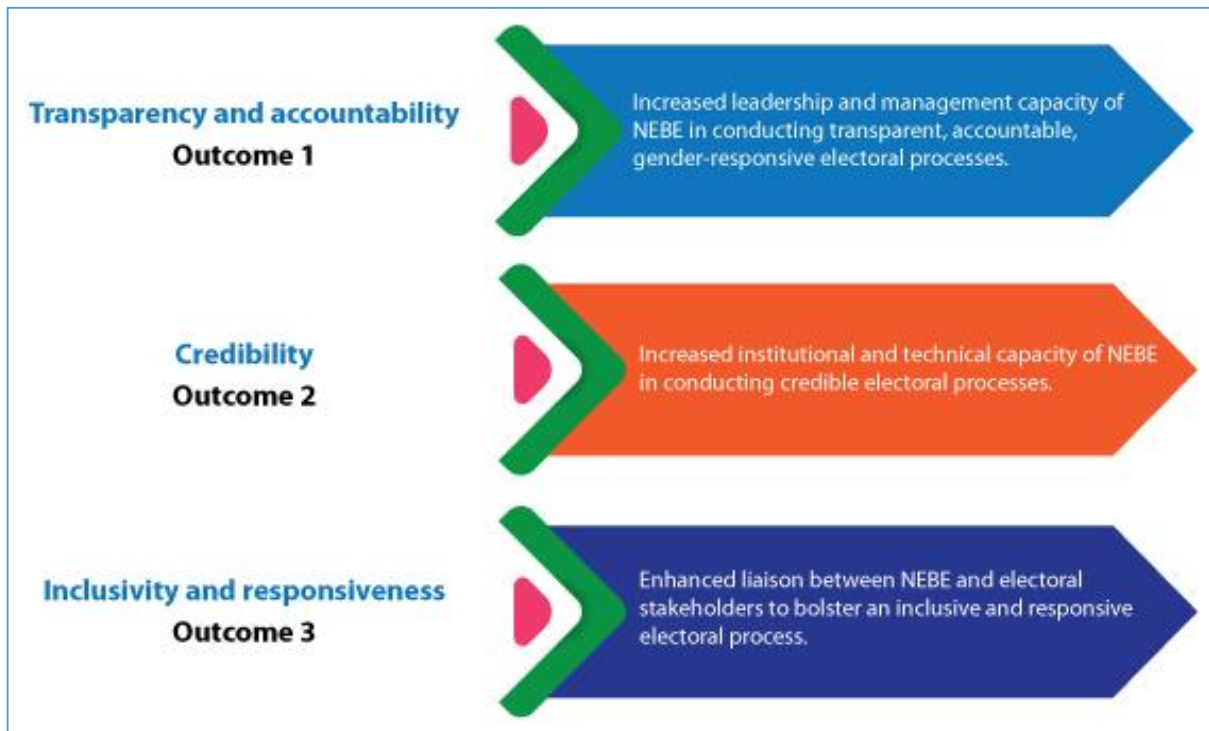 Transparency and accountability
Outcome 1
Increased leadership and management capacity of
NEBE in conducting transparent, accountable,
gender-responsive electoral processes.
Credibility
Outcome 2
Increased institutional and technical capacity of NEBE
in conducting credible electoral processes.
Inclusivity and responsiveness
Outcome 3
Enhanced liaison between NEBE and electoral
stakeholders to bolster an inclusive and responsive
electoral process.